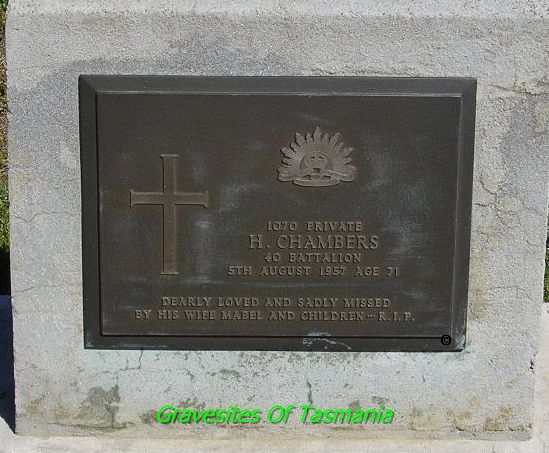 1070 PRIVATE
H. CHAMBERS
40 BATTALION
5TH AUGUST 1957 AGE 71
DEARLY LOVED AND SADLY MISSED
BY HIS WIFE MABEL AND CHILDREN - R.I.P.
©
Gravesites Of Tasmania